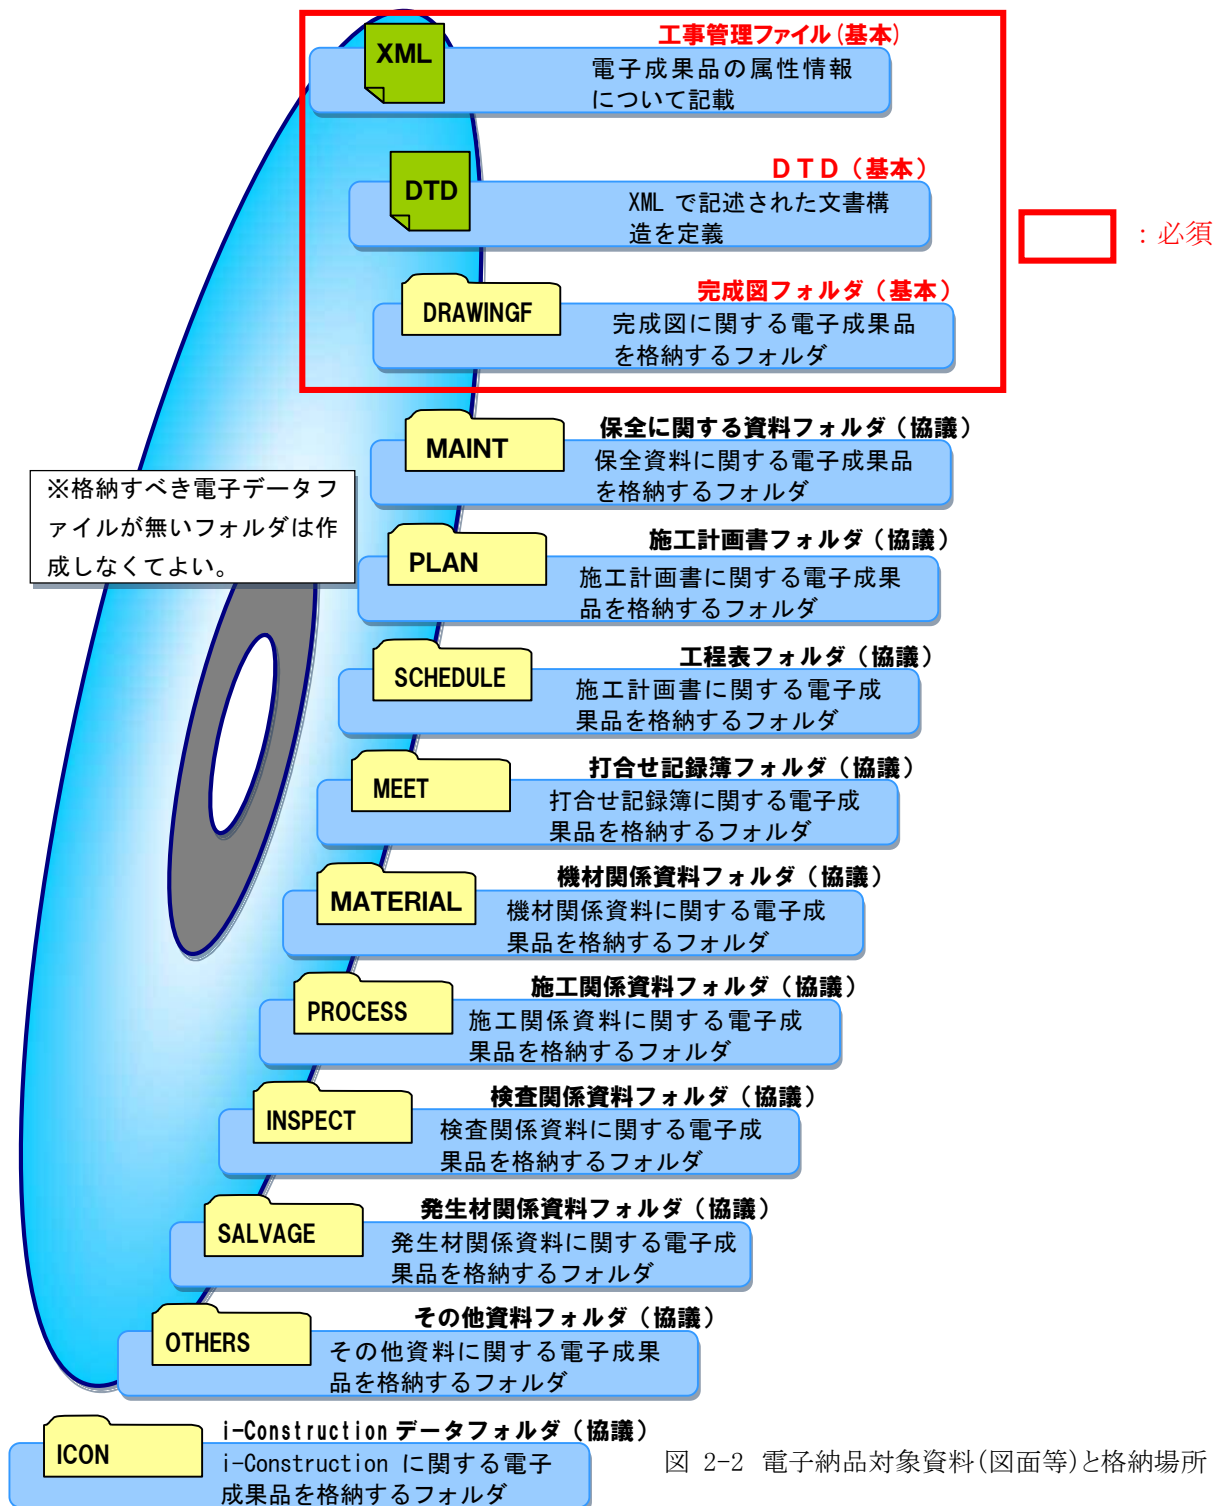 工事管理ファイル(基本)
XML
電子成果品の属性情報
について記載
DTD（基本）
DTD
XML で記述された文書構
造を定義
：必須
完成図フォルダ（基本）
DRAWINGF
完成図に関する電子成果品
を格納するフォルダ
保全に関する資料フォルダ（協議）
MAINT
保全資料に関する電子成果品
を格納するフォルダ
※格納すべき電子データフ
ァイルが無いフォルダは作
成しなくてよい。
施工計画書フォルダ（協議）
PLAN
施工計画書に関する電子成果
品を格納するフォルダ
工程表フォルダ（協議）
SCHEDULE
施工計画書に関する電子成
果品を格納するフォルダ
打合せ記録簿フォルダ（協議）
MEET
打合せ記録簿に関する電子成
果品を格納するフォルダ
機材関係資料フォルダ（協議）
MATERIAL
機材関係資料に関する電子成
果品を格納するフォルダ
施工関係資料フォルダ（協議）
PROCESS
施工関係資料に関する電子成
果品を格納するフォルダ
検査関係資料フォルダ（協議）
INSPECT
検査関係資料に関する電子成
果品を格納するフォルダ
発生材関係資料フォルダ（協議）
SALVAGE
発生材関係資料に関する電子成
果品を格納するフォルダ
その他資料フォルダ（協議）
OTHERS
その他資料に関する電子成果
品を格納するフォルダ
i-Construction データフォルダ（協議）
ICON
i-Construction に関する電子
成果品を格納するフォルダ
図 2-2 電子納品対象資料(図面等)と格納場所